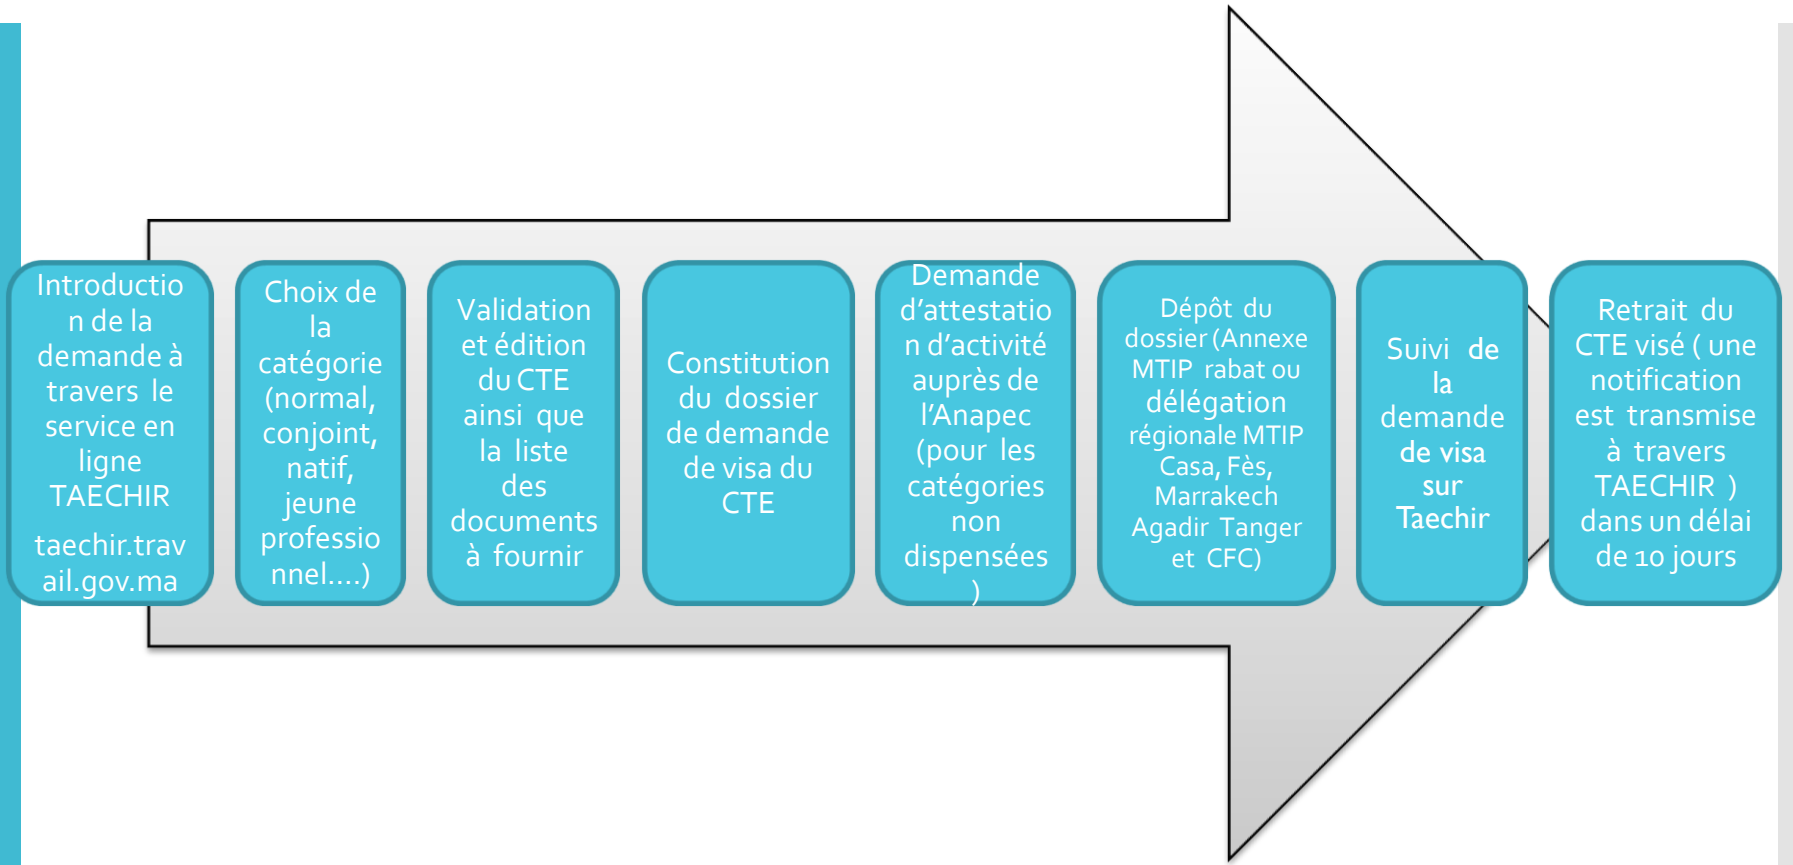 Introductio
n de la
demande à
travers le
service en
ligne
TAECHIR
taechir.trav
ail.gov.ma
Choix de
la
catégorie
(normal,
conjoint,
natif,
jeune
professio
nnel....)
Validation
et édition
du CTE
ainsi que
la liste
des
documents
à fournir
Constitution
du dossier
de demande
de visa du
CTE
Demande
d'attestatio
n d'activité
auprès de
l'Anapec
(pour les
catégories
non
dispensées
)
Dépôt du
dossier (Annexe
MTIP rabat ou
délégation
régionale MTIP
Casa, Fès,
Marrakech
Agadir Tanger
et CFC)
Suivi de
la
demande
de visa
sur
Taechir
Retrait du
CTE visé ( une
notification
est transmise
à travers
TAECHIR )
dans un délai
de 10 jours